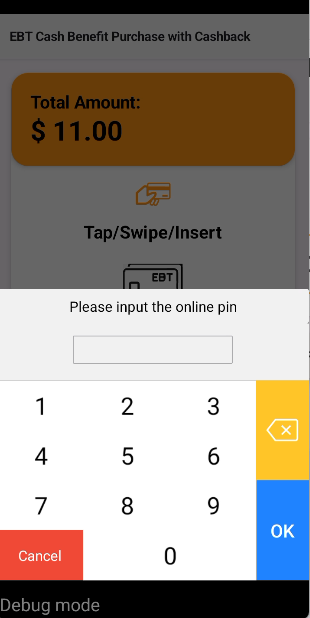 EBT Cash Benefit Purchase with Cashback
Total Amount:
$ 11.00
Tap/Swipe/Insert
EBT
Please input the online pin
1 2 3
4 5 6
7 8 9
OK
Cancel 0
Debug mode